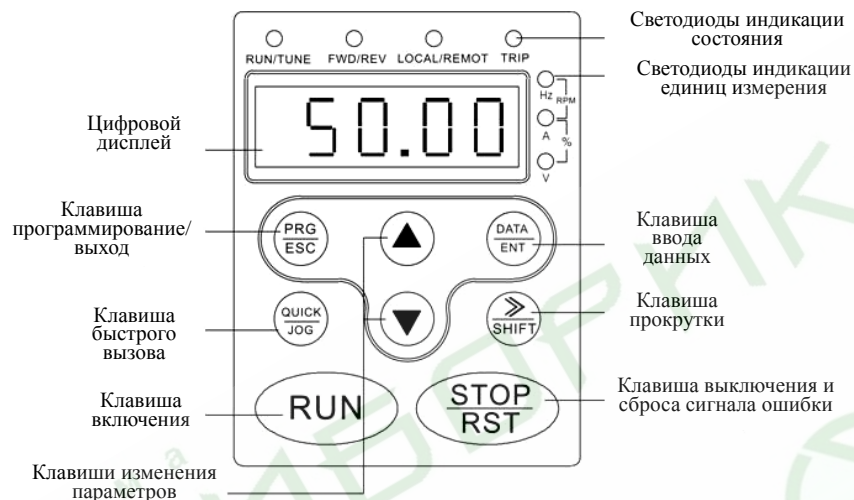 Светодиоды индикации
состояния
RUN/TUNE FWD/REV LOCAL/REMOT TRIP
Светодиоды индикации
единиц измерения
Hz RPM
A %
V
Цифровой
дисплей
50.00
Клавиша
программирование/
выход
PRG
ESC
DATA
ENT
Клавиша
ввода
данных
Клавиша
быстрого
вызова
QUICK
JOG
SHIFT
Клавиша
прокрутки
Клавиша
включения
RUN
STOP
RST
Клавиша выключения и
сброса сигнала ошибки
Клавиши изменения
параметров